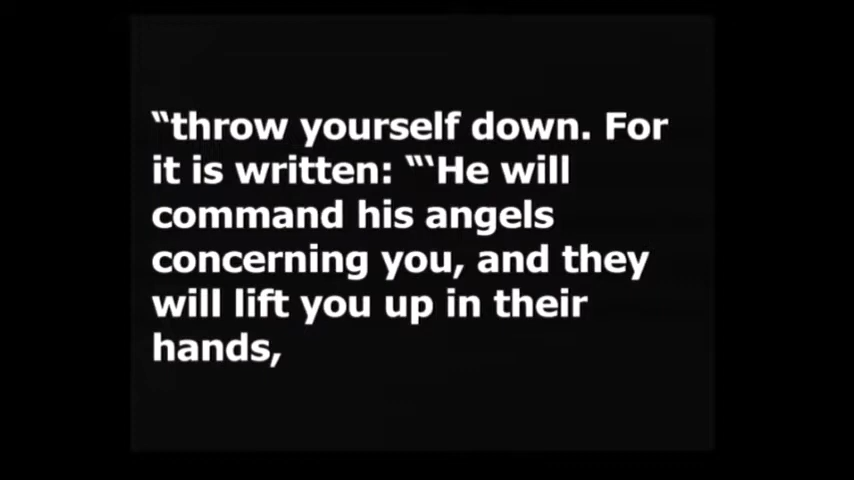 “throw yourself down. For
it is written: “‘He will
command his angels
concerning you, and they
will lift you up in their
hands,